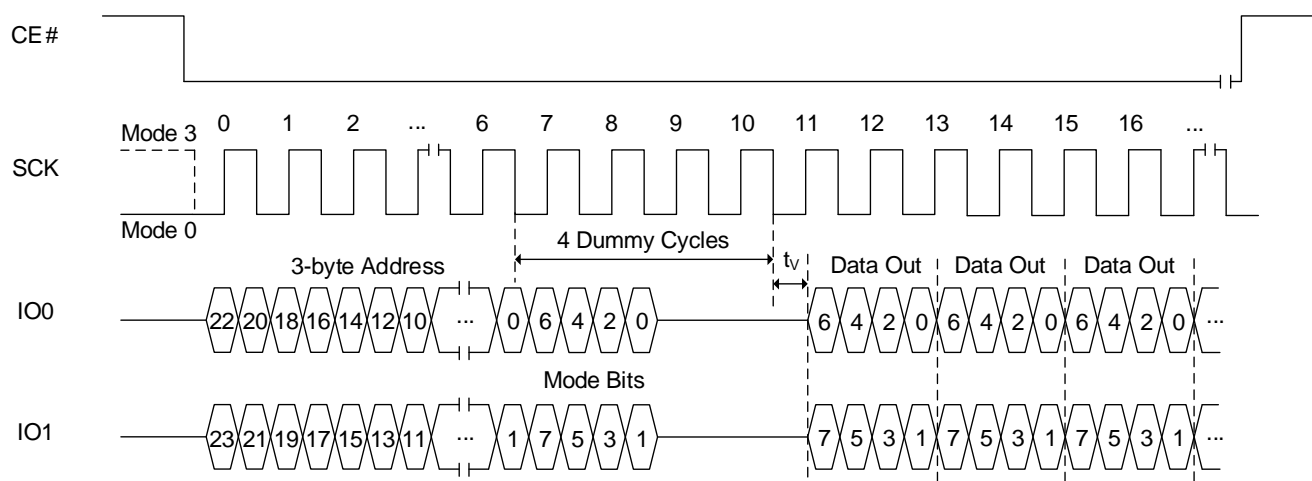 CE#
0 1 2 ... 6 7 8 9 10 11 12 13 14 15 16 ...
Mode 3
SCK
Mode 0
4 Dummy Cycles
3-byte Address
tV
Data Out Data Out Data Out
IO0
22 20 18 16 14 12 10 ... 0 6 4 2 0 6 4 2 0 6 4 2 0 6 4 2 0 ...
Mode Bits
IO1
23 21 19 17 15 13 11 ... 1 7 5 3 1 7 5 3 1 7 5 3 1 7 5 3 1 ...